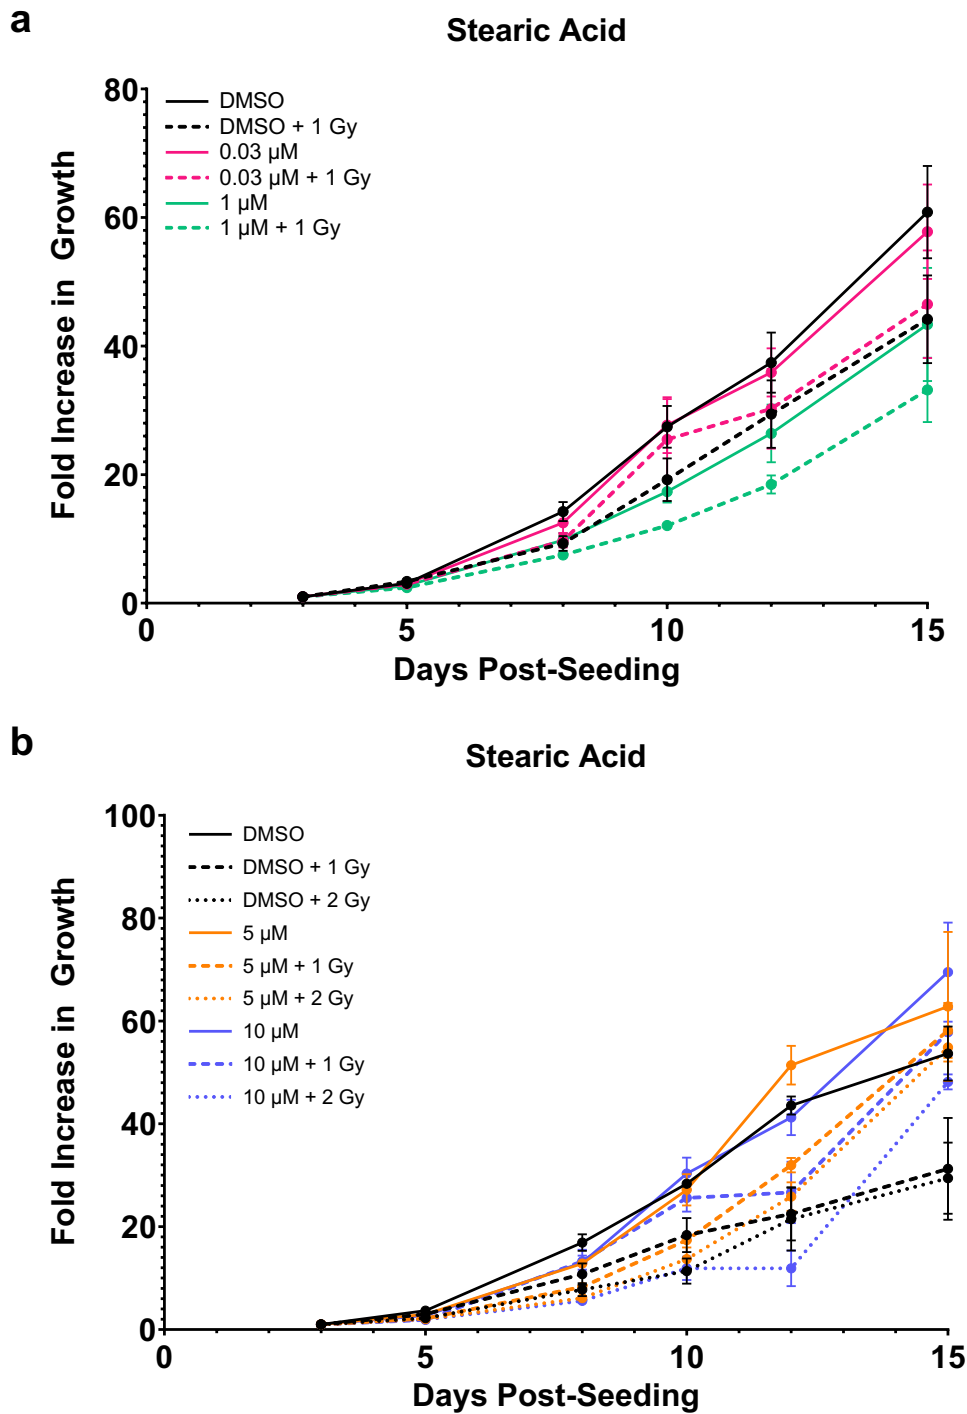 a
Stearic Acid
80
60
40
20
0
Fold Increase in Growth
DMSO
DMSO + 1 Gy
0.03 µM
0.03 µM + 1 Gy
1 µM
1 µM + 1 Gy
0 5 10 15
Days Post-Seeding
b
Stearic Acid
100
80
60
40
20
0
Fold Increase in Growth
DMSO
DMSO + 1 Gy
DMSO + 2 Gy
5 µM
5 µM + 1 Gy
5 µM + 2 Gy
10 µM
10 µM + 1 Gy
10 µM + 2 Gy
0 5 10 15
Days Post-Seeding